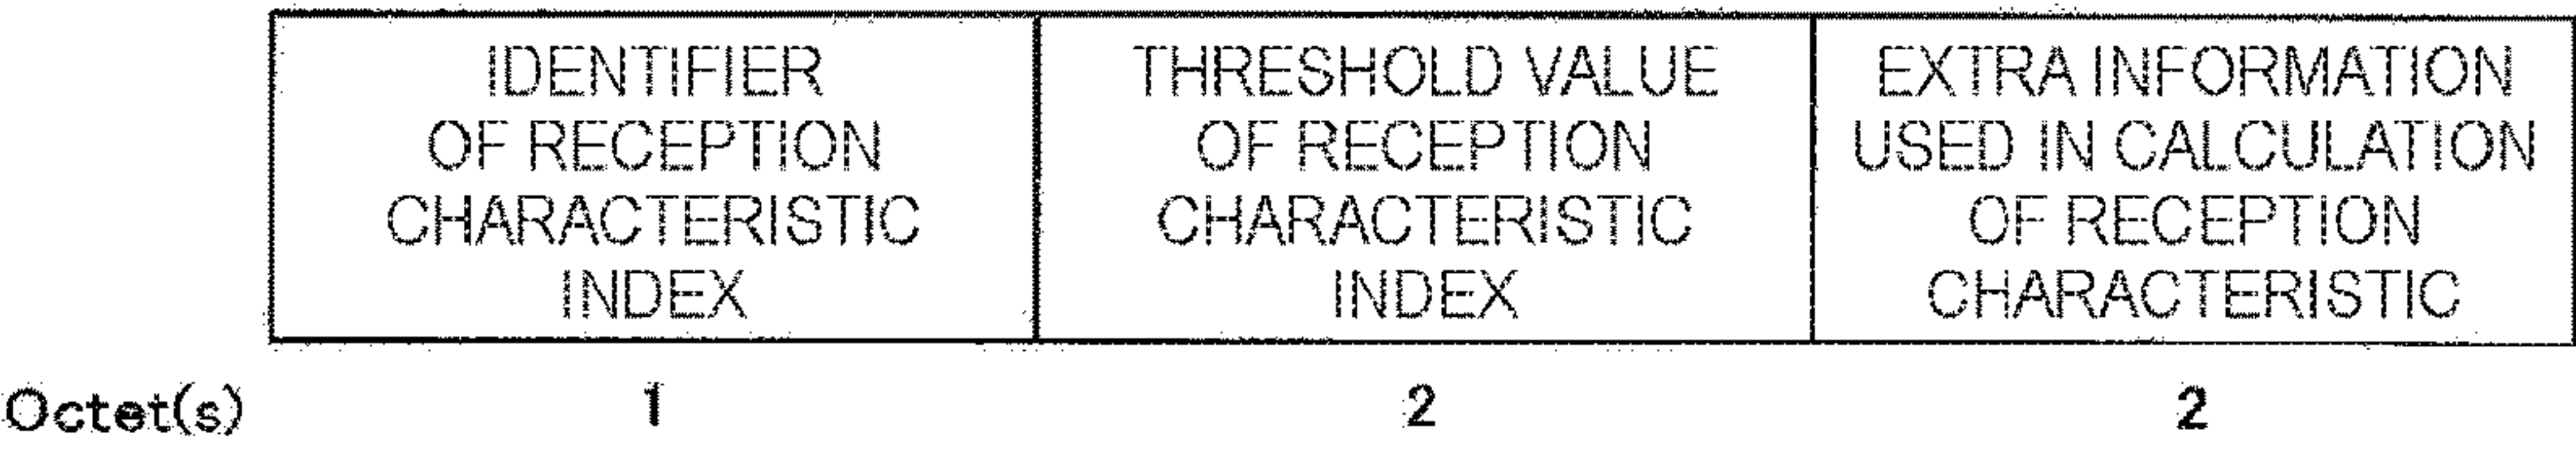 IDENTIFIER
OF RECEPTION
CHARACTERISTIC
INDEX
THRESHOLD VALUE
OF RECEPTION
CHARACTERISTIC
INDEX
EXTRA INFORMATION
USED IN CALCULATION
OF RECEPTION
CHARACTERISTIC
Octet(s) 1 2 2